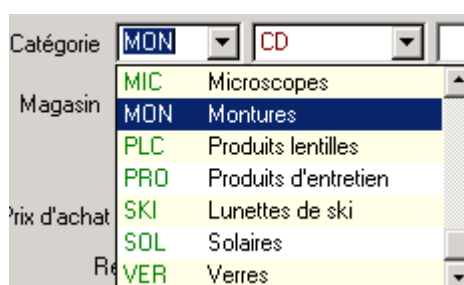 Catégorie MON CD
MIC Microscopes
Magasin MON Montures
PLC Produits lentilles
PRO Produits d'entretien
Prix d'achat SKI Lunettes de ski
SOL Solaires
VER Verres